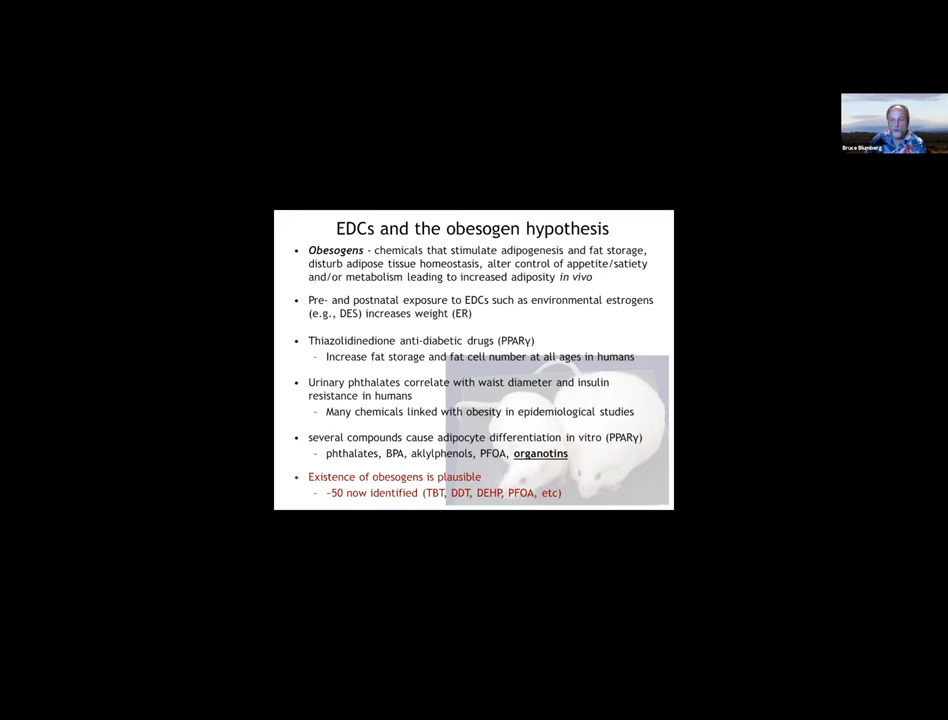 EDCs and the obesogen hypothesis
• Obesogens - chemicals that stimulate adipogenesis and fat storage,
disturb adipose tissue homeostasis, alter control of appetite/satiety
and/or metabolism leading to increased adiposity in vivo
• Pre- and postnatal exposure to EDCs such as environmental estrogens
(e.g., DES) increases weight (ER)
• Thiazolidinedione anti-diabetic drugs (PPARγ)
– Increase fat storage and fat cell number at all ages in humans
• Urinary phthalates correlate with waist diameter and insulin
resistance in humans
– Many chemicals linked with obesity in epidemiological studies
• several compounds cause adipocyte differentiation in vitro (PPARγ)
– phthalates, BPA, aklylphenols, PFOA, organotins
• Existence of obesogens is plausible
– ~50 now identified (TBT, DDT, DEHP, PFOA, etc)
Bruce Blumberg